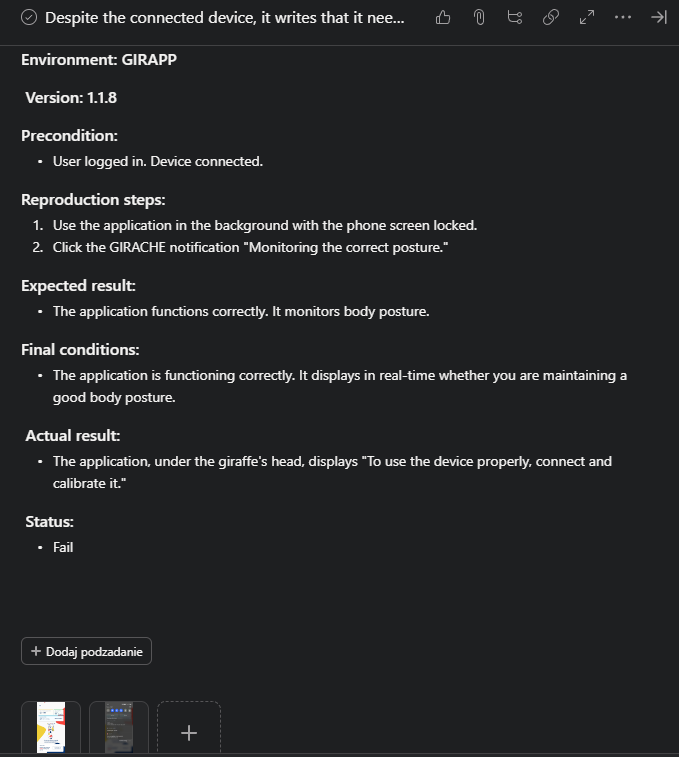 Despite the connected device, it writes that it nee...
Environment: GIRAPP
Version: 1.1.8
Precondition:
• User logged in. Device connected.
Reproduction steps:
1. Use the application in the background with the phone screen locked.
2. Click the GIRACHE notification "Monitoring the correct posture."
Expected result:
• The application functions correctly. It monitors body posture.
Final conditions:
• The application is functioning correctly. It displays in real-time whether you are maintaining a
good body posture.
Actual result:
• The application, under the giraffe's head, displays "To use the device properly, connect and
calibrate it."
Status:
• Fail
+ Dodaj podzadanie